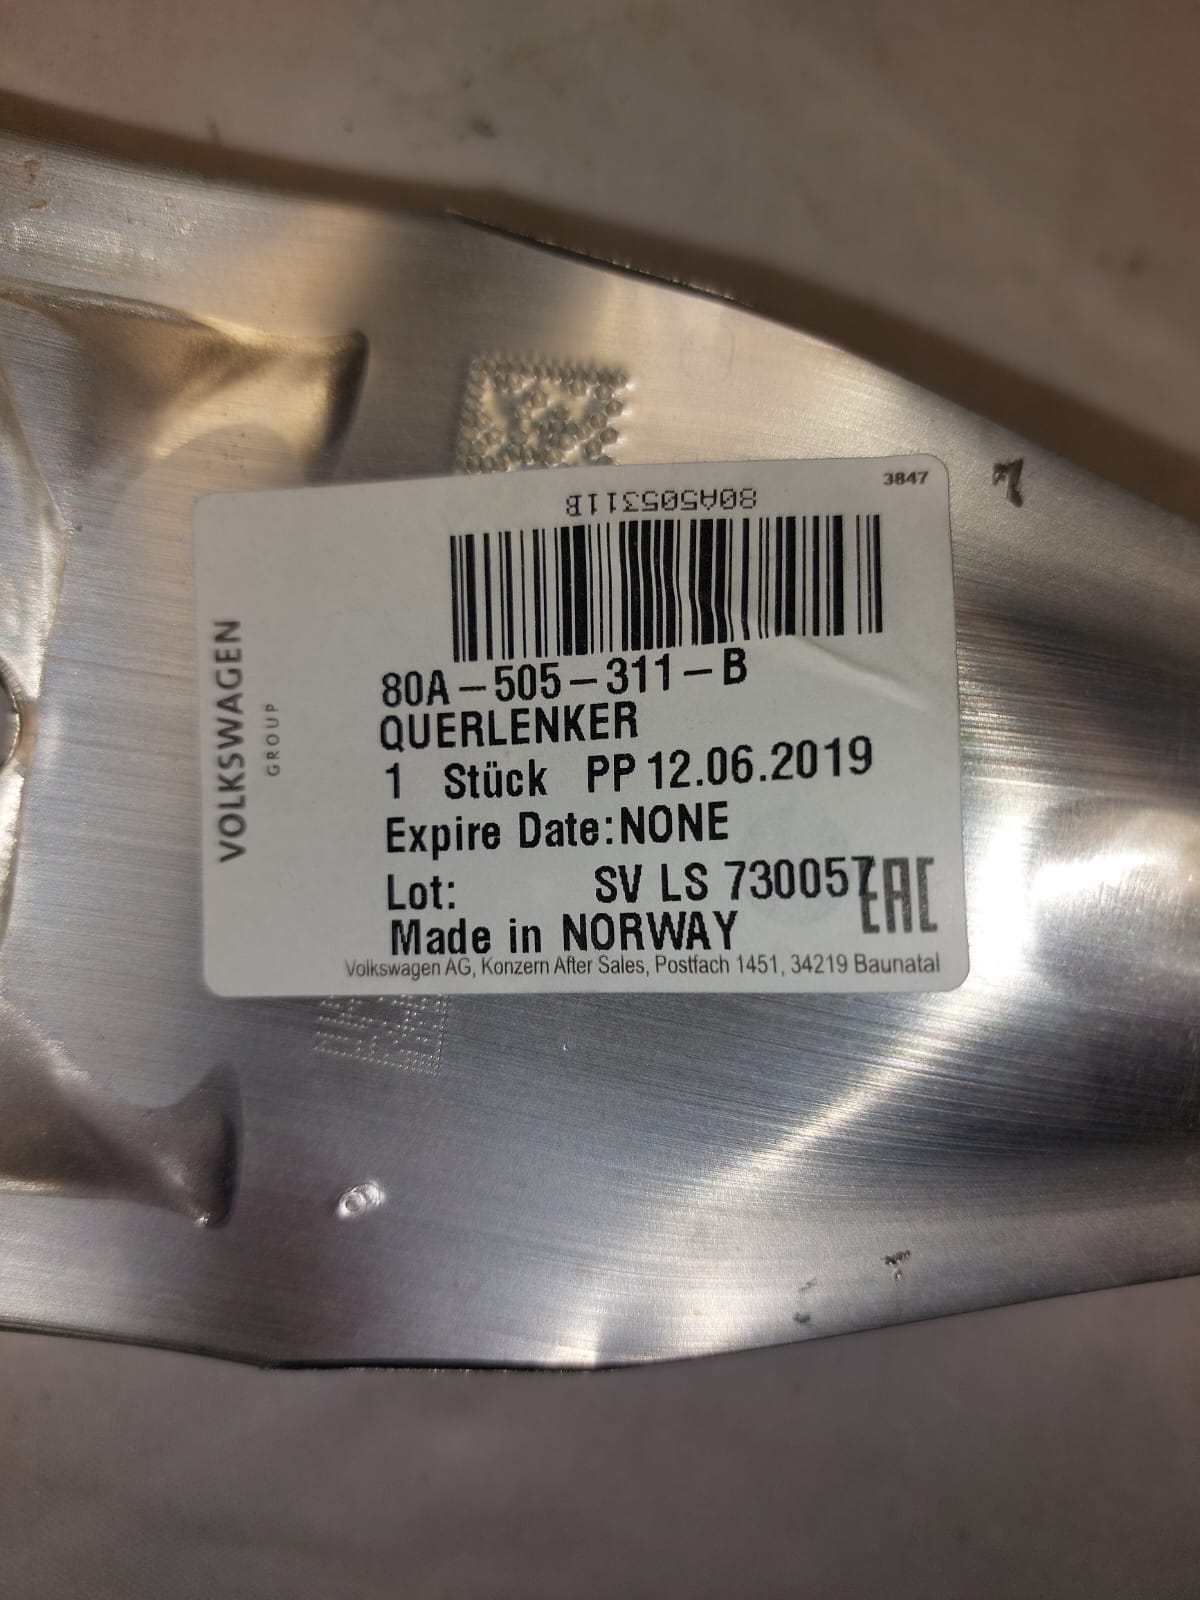 3847
80A505311B
80A-505-311-B
QUERLENKER
1 Stück PP 12.06.2019
Expire Date:NONE
Lot: SV LS 730057
EAC
Made in NORWAY
Volkswagen AG, Konzern After Sales, Postfach 1451, 34219 Baunatal
VOLKSWAGEN
GROUP